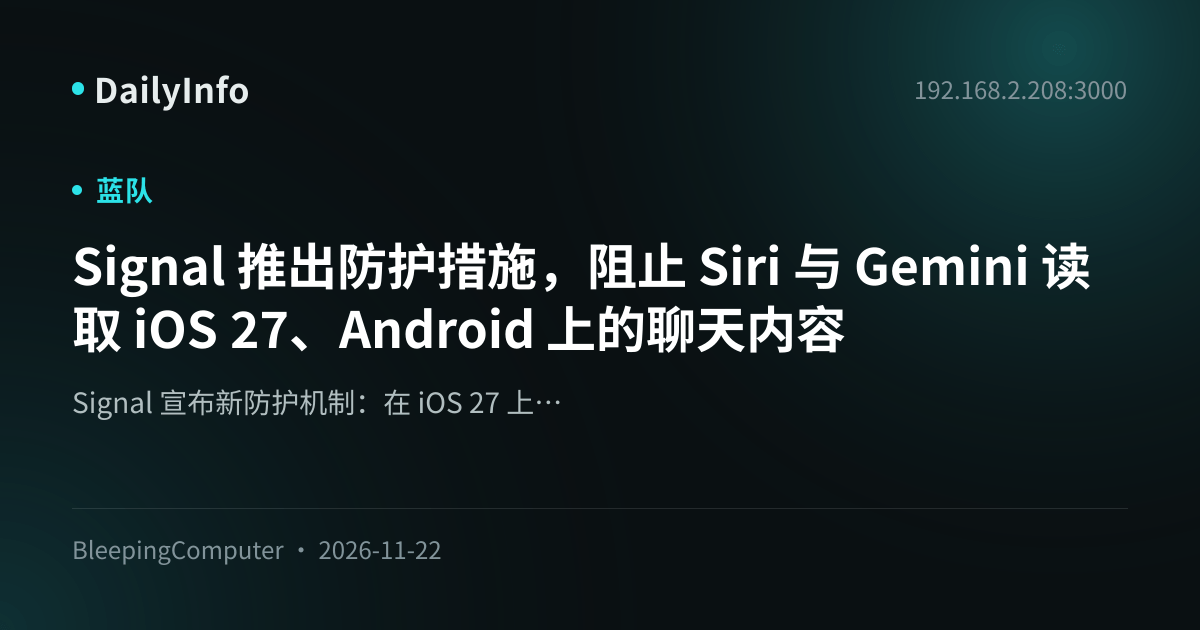 DailyInfo
192.168.2.208:3000
蓝队
Signal 推出防护措施，阻止 Siri 与 Gemini 读
取 iOS 27、Android 上的聊天内容
Signal 宣布新防护机制：在 iOS 27 上…
BleepingComputer · 2026-11-22